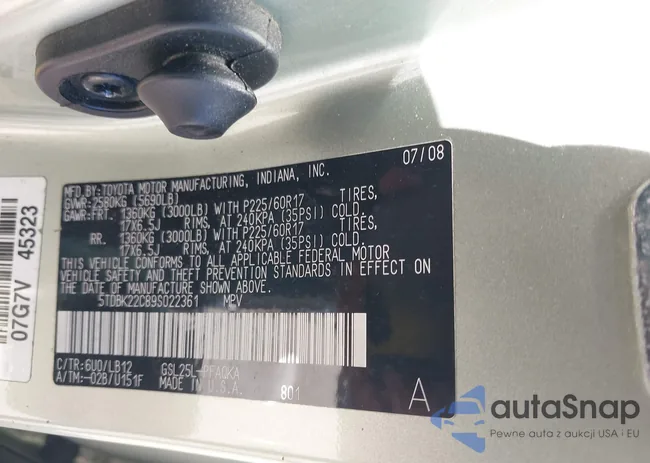 07/08
MFD.BY:TOYOTA MOTOR MANUFACTURING, INDIANA, INC.
GVWR:2580KG (5690LB)
GAWR:FRT. 1360KG (3000LB) WITH P225/60R17 TIRES,
17X6.5J RIMS, AT 240KPA (35PSI) COLD.
RR. 1360KG (3000LB) WITH P225/60R17 TIRES,
17X6.5J RIMS, AT 240KPA (35PSI) COLD.
THIS VEHICLE CONFORMS TO ALL APPLICABLE FEDERAL MOTOR
VEHICLE SAFETY AND THEFT PREVENTION STANDARDS IN EFFECT ON
THE DATE OF MANUFACTURE SHOWN ABOVE.
5TDBK22C89S022361 MPV
C/TR:6U0/LB12 GSL25L-PFAQKA
A/TM:-02B/U151F MADE IN U.S.A. 801
A
07G7V 45323
autaSnap
Pewne auta z aukcji USA i EU